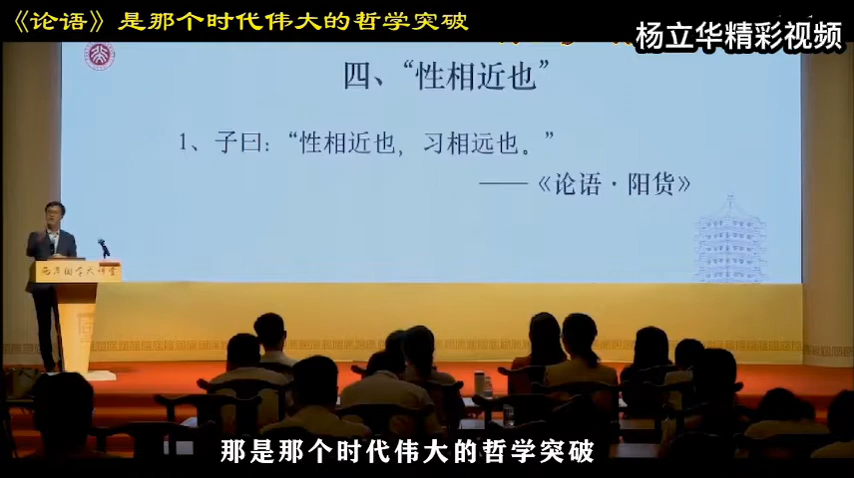 《论语》是那个时代伟大的哲学突破
杨立华精彩视频
四、“性相近也”
1、子曰：“性相近也，习相远也。”
——《论语·阳货》
那是那个时代伟大的哲学突破